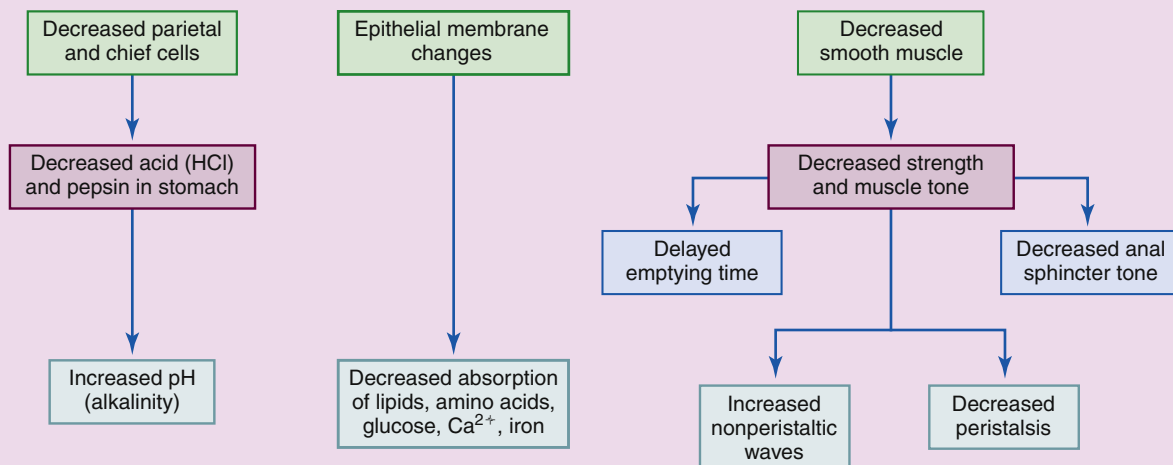 Decreased parietal
and chief cells
Epithelial membrane
changes
Decreased
smooth muscle
Decreased acid (HCl)
and pepsin in stomach
Decreased strength
and muscle tone
Delayed
emptying time
Decreased anal
sphincter tone
Increased pH
(alkalinity)
Decreased absorption
of lipids, amino acids,
glucose, Ca²⁺, iron
Increased
nonperistaltic
waves
Decreased
peristalsis